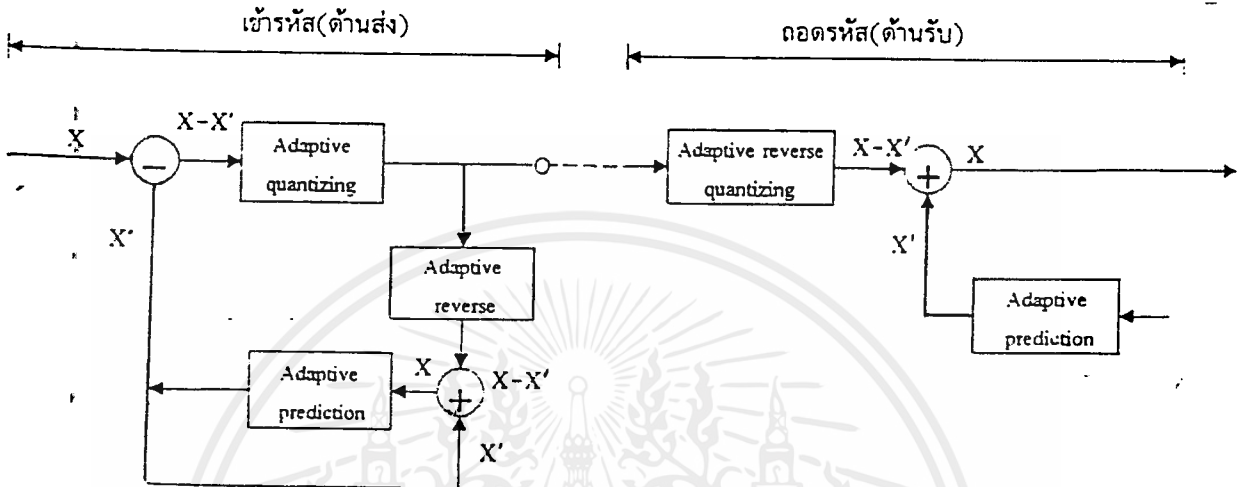 เข้ารหัส(ด้านส่ง)
ถอดรหัส(ด้านรับ)
X
X-X'
Adaptive
quantizing
Adaptive reverse
quantizing
X-X'
X
X'
X'
Adaptive
reverse
Adaptive
prediction
X
X-X'
X'
Adaptive
prediction
-
+
+